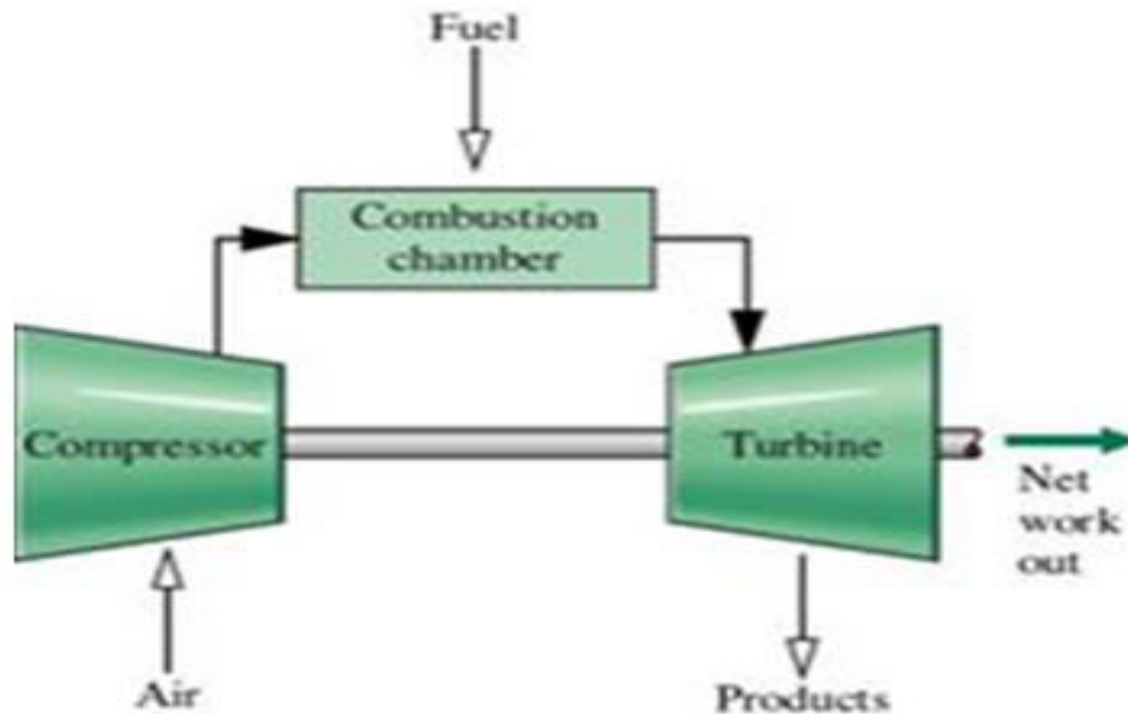 Fuel
Combustion
chamber
Compressor
Turbine
Net
work
out
Air
Products